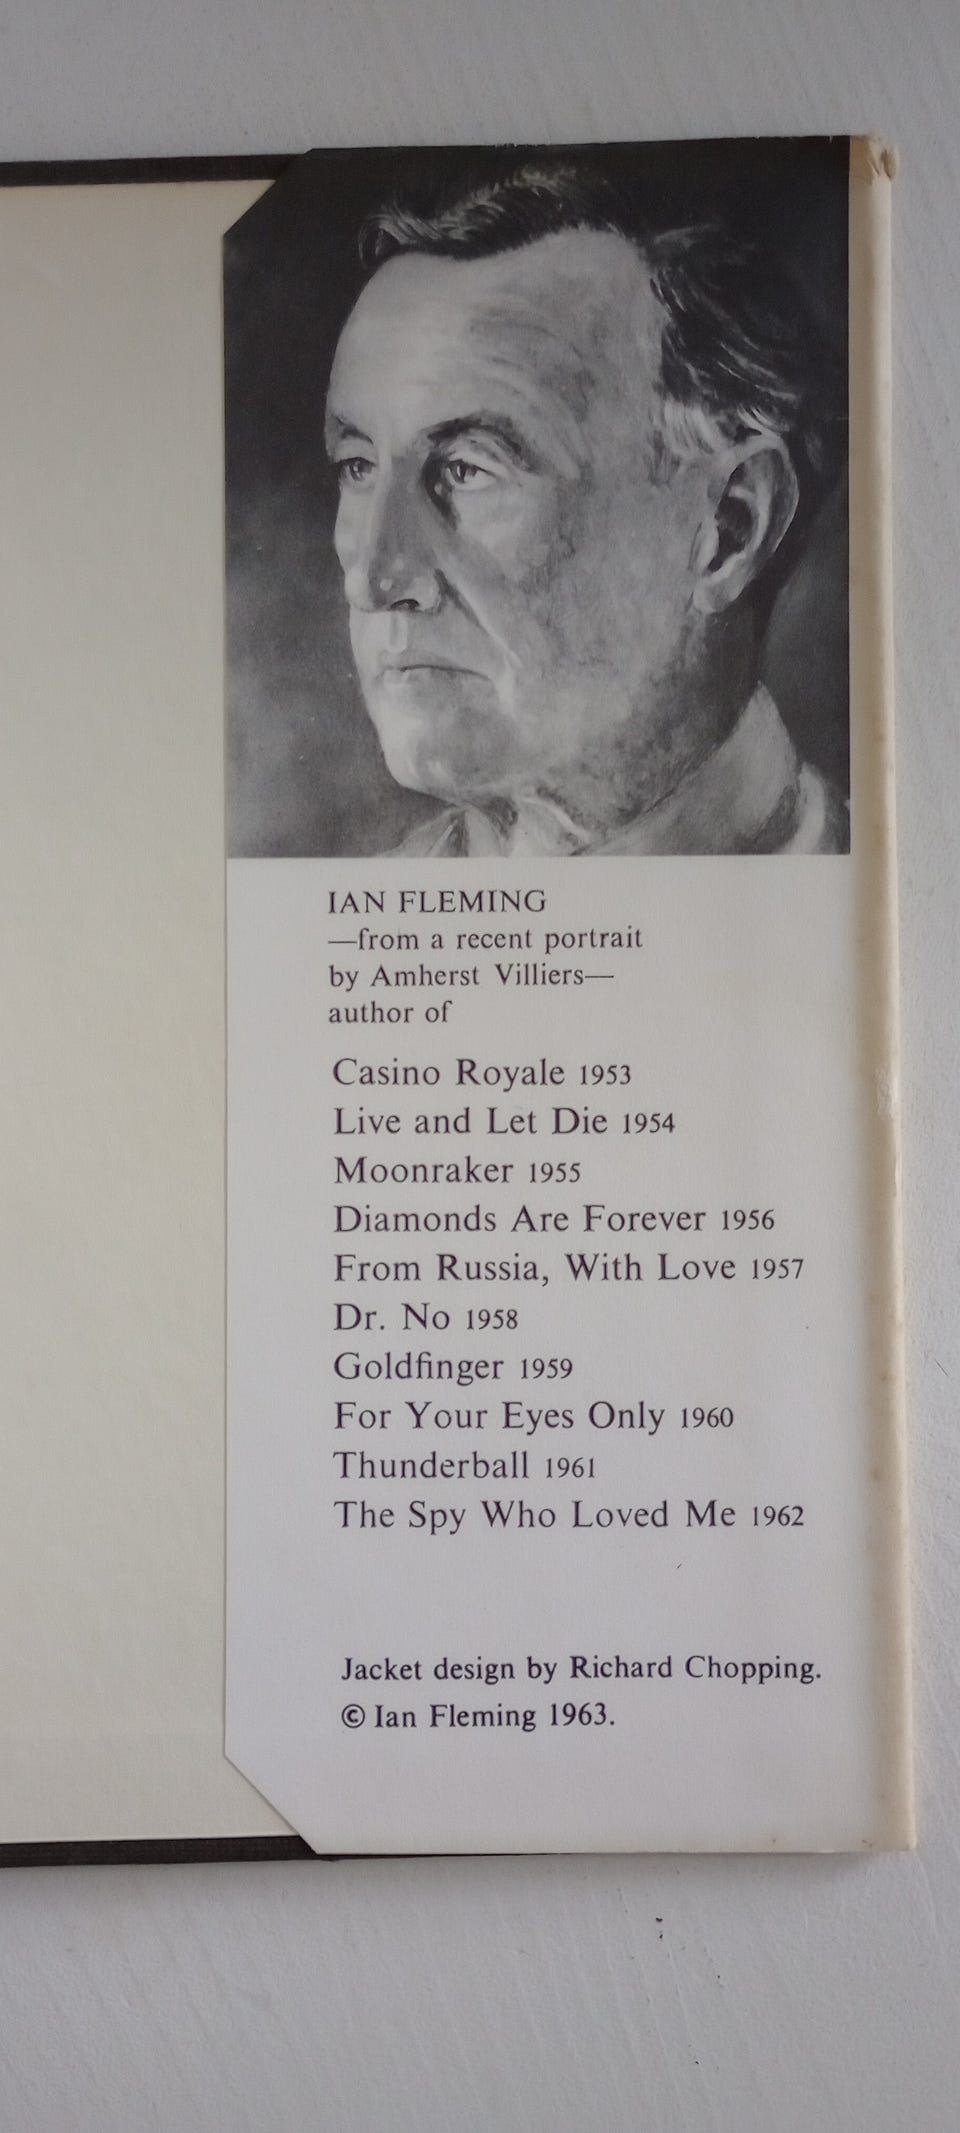 IAN FLEMING
—from a recent portrait
by Amherst Villiers—
author of
Casino Royale 1953
Live and Let Die 1954
Moonraker 1955
Diamonds Are Forever 1956
From Russia, With Love 1957
Dr. No 1958
Goldfinger 1959
For Your Eyes Only 1960
Thunderball 1961
The Spy Who Loved Me 1962
Jacket design by Richard Chopping.
© Ian Fleming 1963.